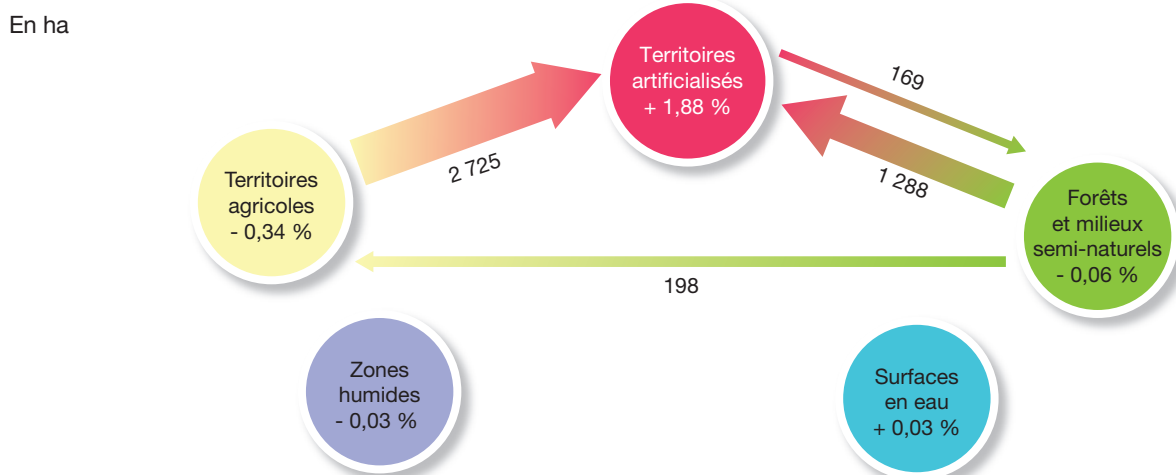 En ha
Territoires
artificialisés
+ 1,88 %
169
2 725
1 288
Territoires
agricoles
- 0,34 %
Forêts
et milieux
semi-naturels
- 0,06 %
198
Zones
humides
- 0,03 %
Surfaces
en eau
+ 0,03 %